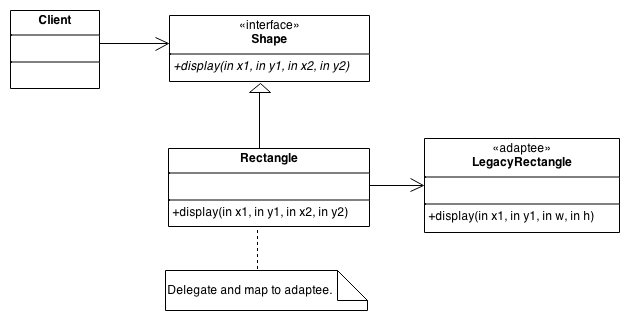 Client
«interface»
Shape
+display(in x1, in y1, in x2, in y2)
Rectangle
+display(in x1, in y1, in x2, in y2)
«adaptee»
LegacyRectangle
+display(in x1, in y1, in w, in h)
Delegate and map to adaptee.